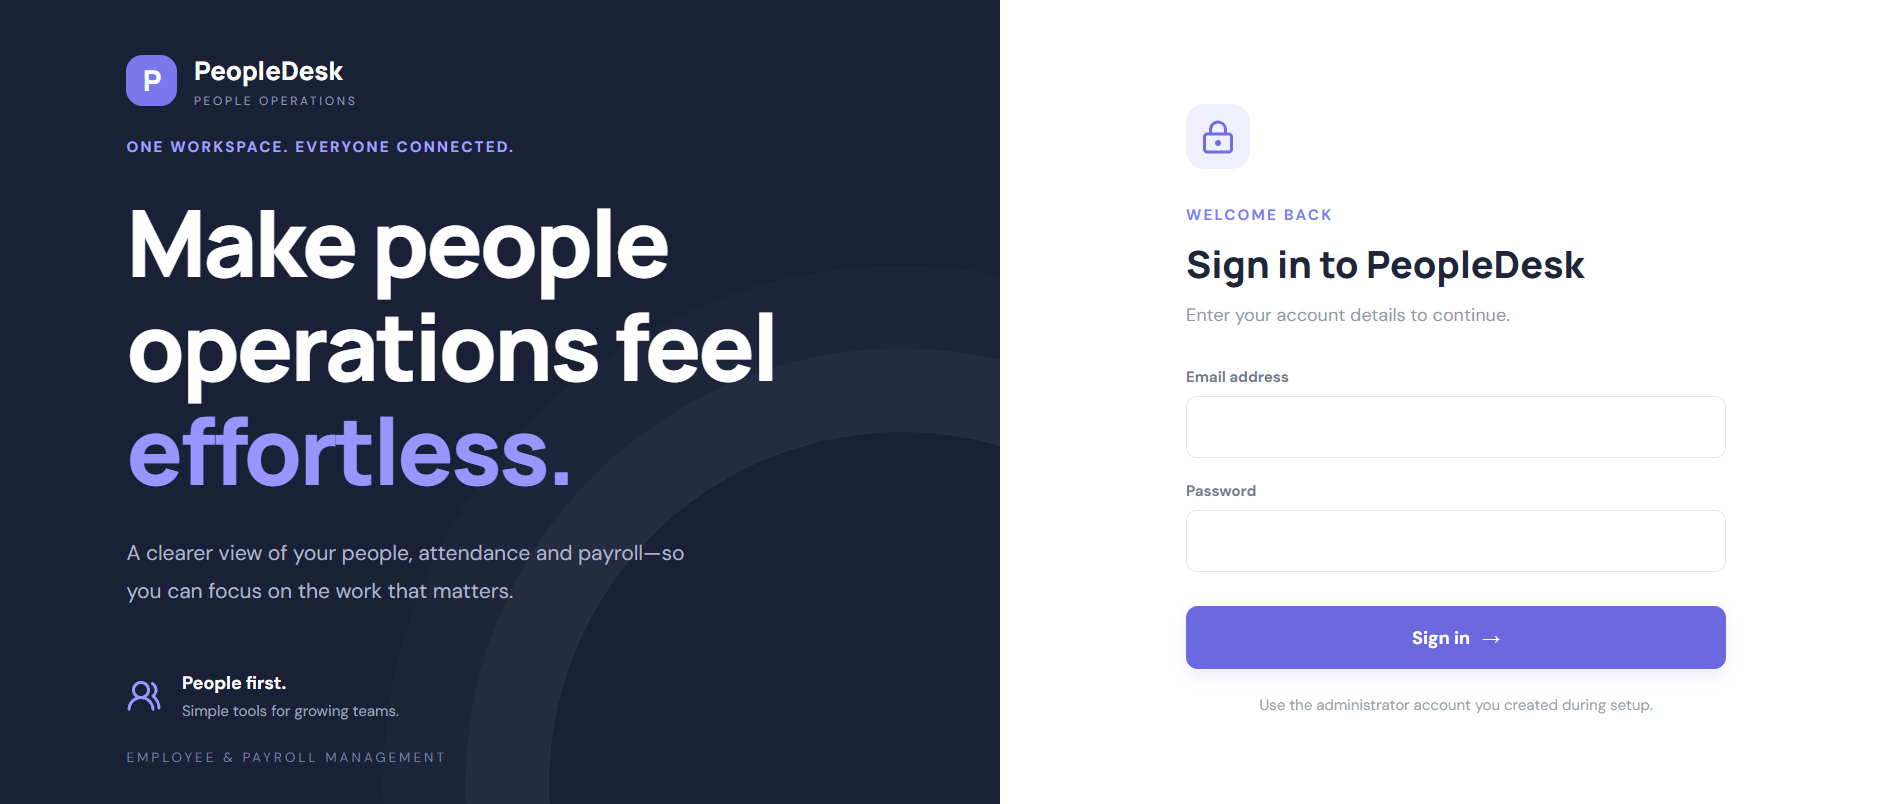 P
PeopleDesk
PEOPLE OPERATIONS
ONE WORKSPACE. EVERYONE CONNECTED.
Make people
operations feel
effortless.
A clearer view of your people, attendance and payroll—so
you can focus on the work that matters.
People first.
Simple tools for growing teams.
EMPLOYEE & PAYROLL MANAGEMENT
WELCOME BACK
Sign in to PeopleDesk
Enter your account details to continue.
Email address
Password
Sign in →
Use the administrator account you created during setup.